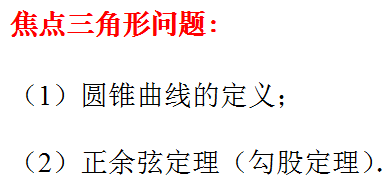 焦点三角形问题:
（1）圆锥曲线的定义；
（2）正余弦定理（勾股定理）.